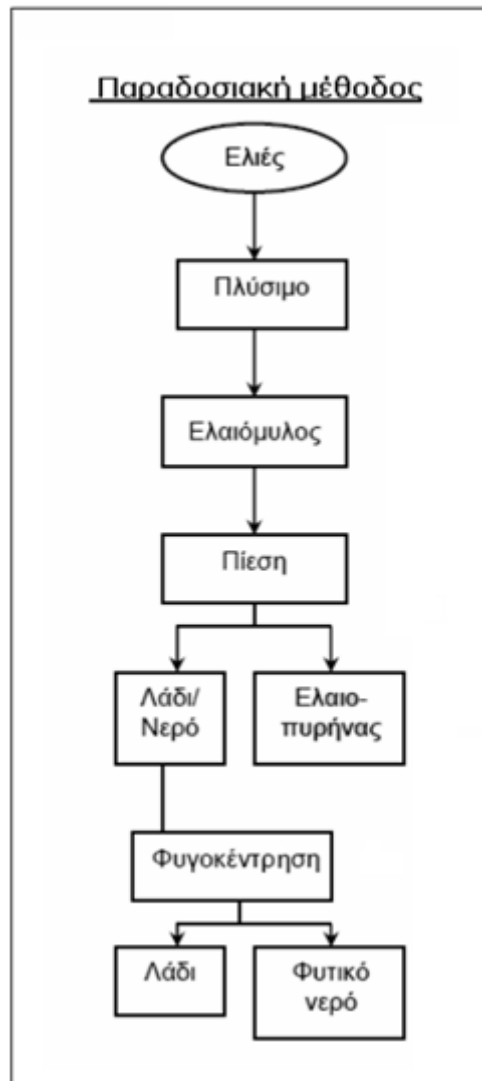 Παραδοσιακή μέθοδος
Ελιές
Πλύσιμο
Ελαιόμυλος
Πίεση
Λάδι/
Νερό
Ελαιο-
πυρήνας
Φυγοκέντρηση
Λάδι
Φυτικό
νερό